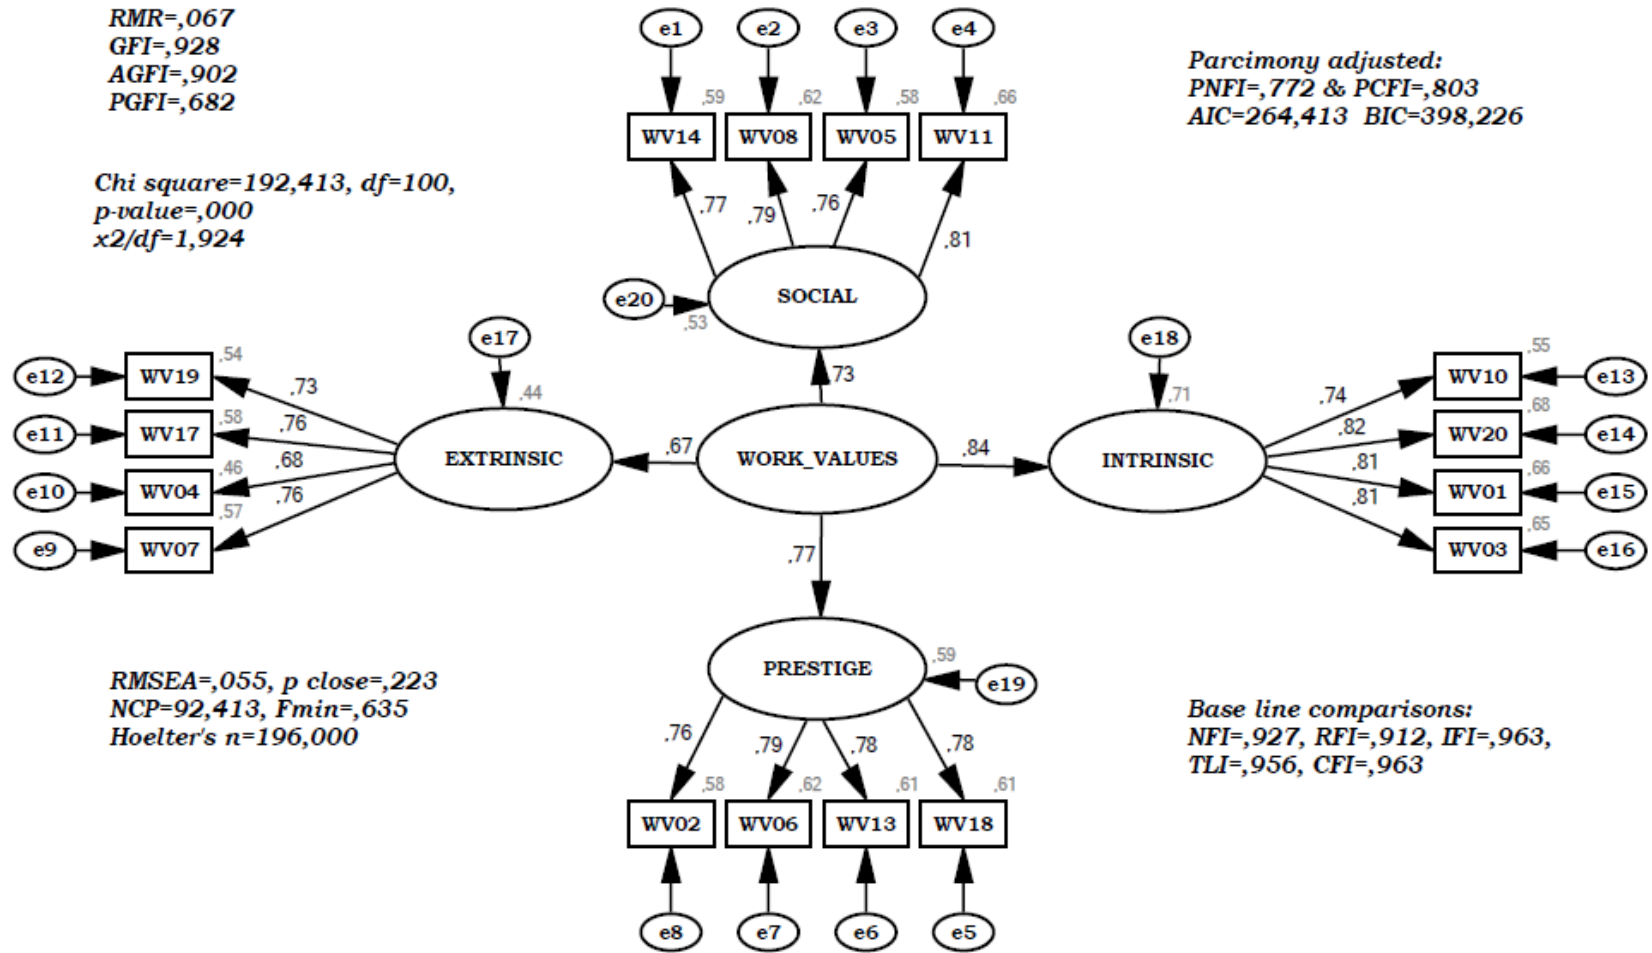 RMR=,067
GFI=,928
AGFI=,902
PGFI=,682
e1 e2 e3 e4
Parcimony adjusted:
PNFI=,772 & PCFI=,803
AIC=264,413 BIC=398,226
,59 ,62 ,58 ,66
WV14 WV08 WV05 WV11
Chi square=192,413, df=100,
p-value=,000
x2/df=1,924
,77 ,79 ,76 ,81
SOCIAL
e20
,53
e17
e18
,54
e12 WV19
,73
,44
,73
,71
,74
,55
WV10 e13
,58
e11 WV17
,76
,82
,68
WV20 e14
EXTRINSIC
,67
WORK_VALUES
,84
INTRINSIC
,46
e10 WV04
,68
,81
,66
WV01 e15
,57
e9 WV07
,76
,81
,65
WV03 e16
,77
PRESTIGE
,59
e19
RMSEA=,055, p close=,223
NCP=92,413, Fmin=,635
Hoelter's n=196,000
,76 ,79 ,78 ,78
Base line comparisons:
NFI=,927, RFI=,912, IFI=,963,
TLI=,956, CFI=,963
,58 ,62 ,61 ,61
WV02 WV06 WV13 WV18
e8 e7 e6 e5